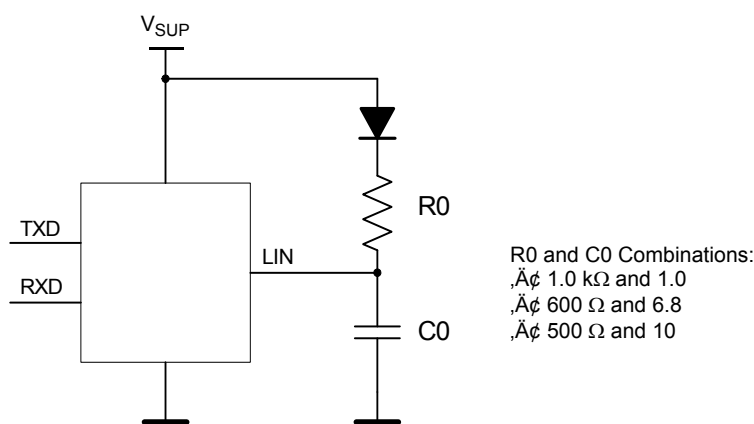 VSUP
R0
TXD
LIN
RXD
C0
R0 and C0 Combinations:
‚Ä¢ 1.0 kΩ and 1.0
‚Ä¢ 600 Ω and 6.8
‚Ä¢ 500 Ω and 10